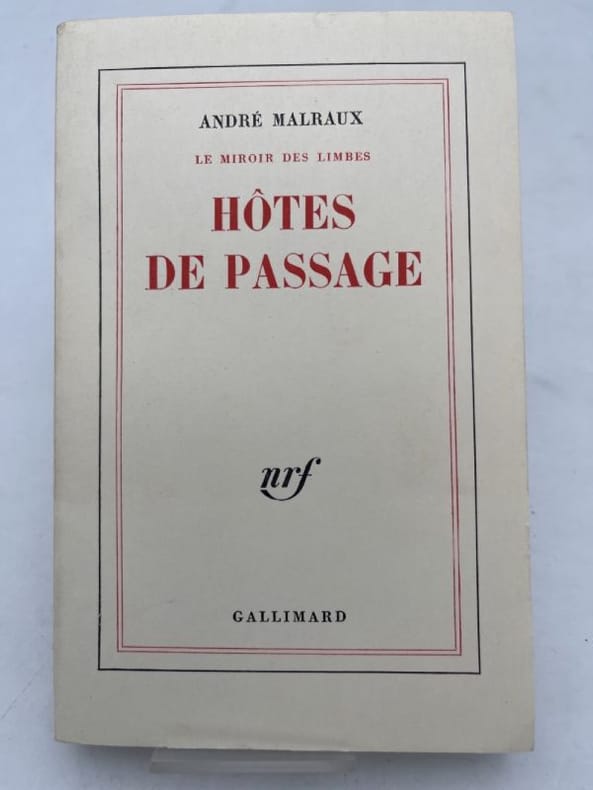 ANDRÉ MALRAUX
LE MIROIR DES LIMBES
HÔTES
DE PASSAGE
nrf
GALLIMARD